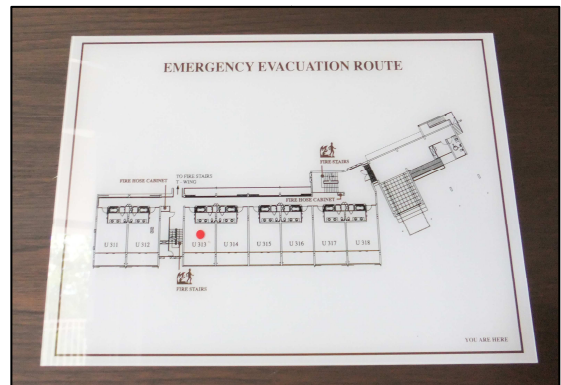 EMERGENCY EVACUATION ROUTE
FIRE STAIRS
FIRE HOSE CABINET
TO FIRE STAIRS
T - WING
FIRE HOSE CABINET
U 311
U 312
U 313
U 314
U 315
U 316
U 317
U 318
FIRE STAIRS
YOU ARE HERE